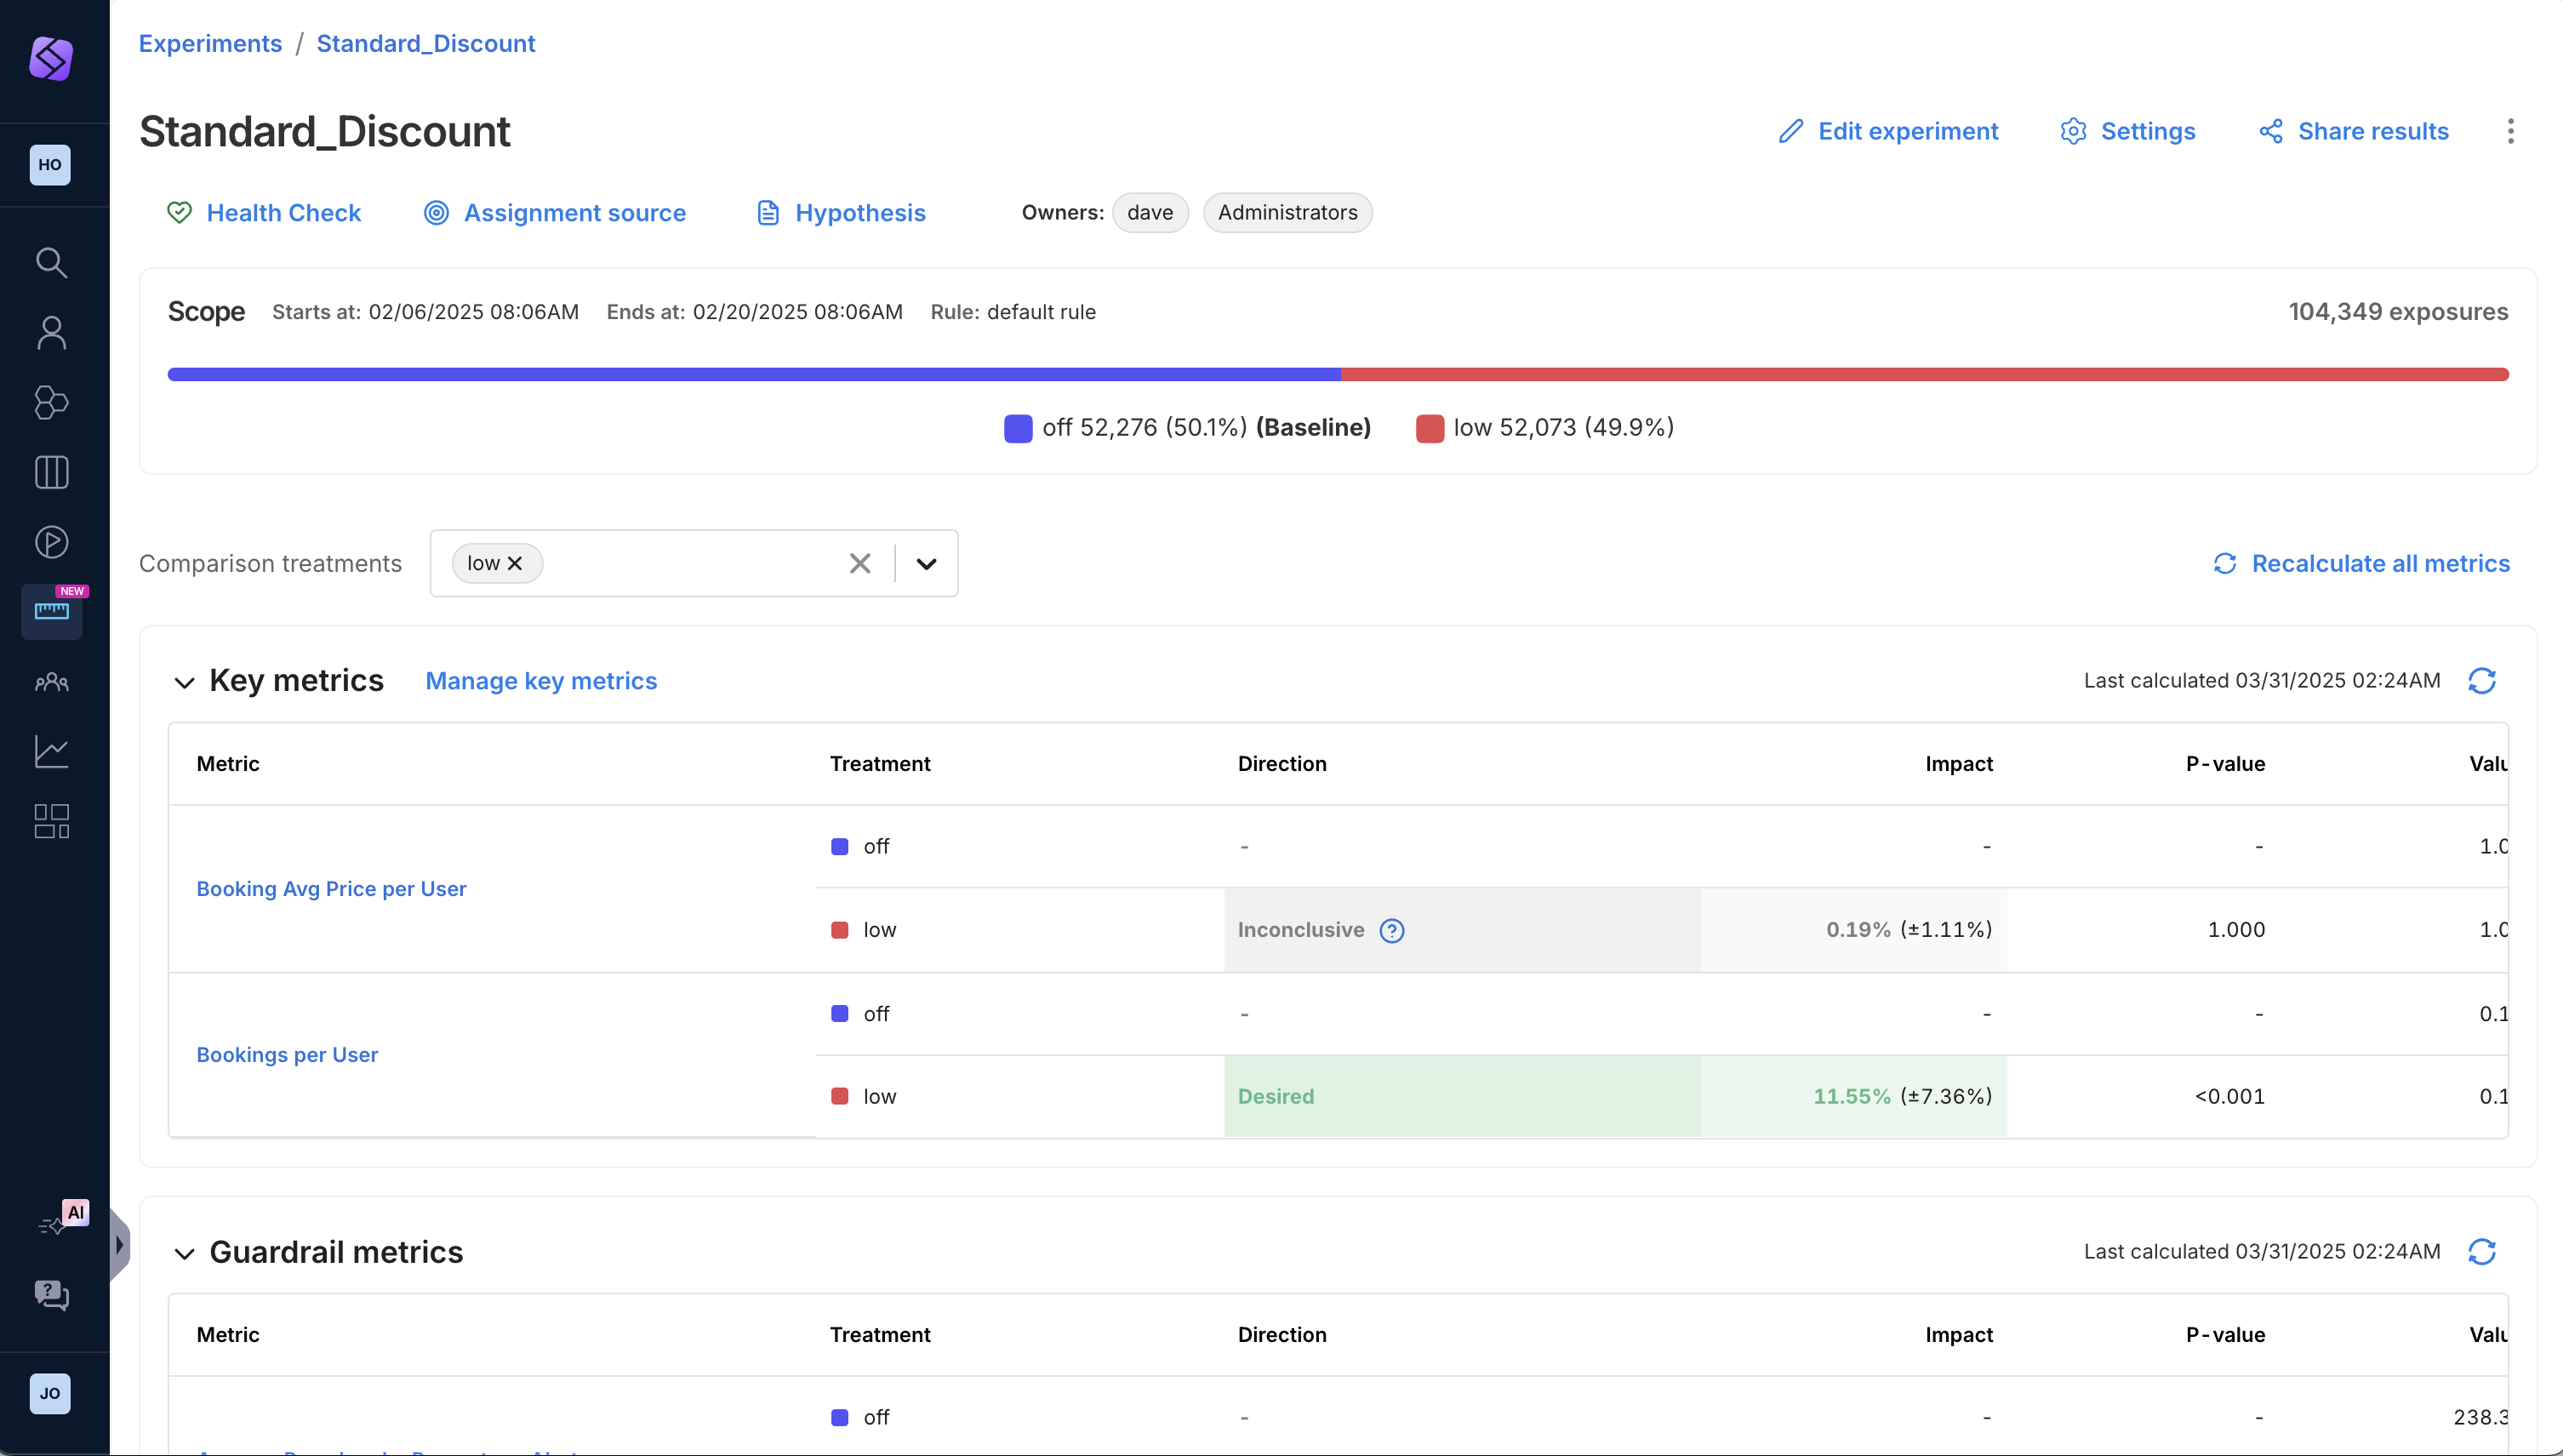 Experiments / Standard_Discount
Standard_Discount
Edit experiment
Settings
Share results
HO
Health Check
Assignment source
Hypothesis
Owners: dave Administrators
Scope Starts at: 02/06/2025 08:06AM Ends at: 02/20/2025 08:06AM Rule: default rule
104,349 exposures
off 52,276 (50.1%) (Baseline) low 52,073 (49.9%)
Comparison treatments
low
Recalculate all metrics
NEW
Key metrics Manage key metrics Last calculated 03/31/2025 02:24AM
Metric Treatment Direction Impact P-value Valu
off - - - 1.0
Booking Avg Price per User
low Inconclusive ? 0.19% (±1.11%) 1.000 1.0
off - - - 0.1
Bookings per User
low Desired 11.55% (±7.36%) <0.001 0.1
AI
Guardrail metrics Last calculated 03/31/2025 02:24AM
Metric Treatment Direction Impact P-value Valu
JO
off - - - 238.3